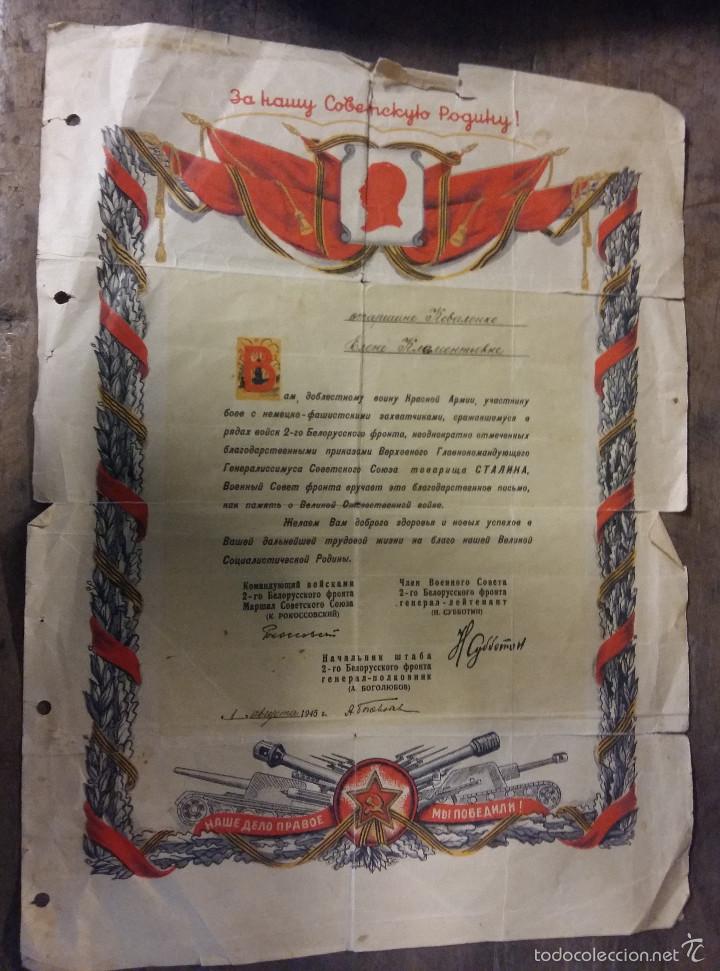 За нашу Советскую Родину!
старшине Коваленко
Елене Клементьевне
Вам, доблестному воину Красной Армии, участнику
боев с немецко-фашистскими захватчиками, сражавшемуся в
рядах войск 2-го Белорусского фронта, неоднократно отмеченных
благодарственными приказами Верховного Главнокомандующего
Генералиссимуса Советского Союза товарища СТАЛИНА,
Военный Совет фронта вручает это благодарственное письмо,
как память о Великой Отечественной войне.
Желаем Вам доброго здоровья и новых успехов в
Вашей дальнейшей трудовой жизни на благо нашей Великой
Социалистической Родины.
Командующий войсками
2-го Белорусского фронта
Маршал Советского Союза
(К. РОКОССОВСКИЙ)
Член Военного Совета
2-го Белорусского фронта
генерал-лейтенант
(Н. СУББОТИН)
Н Субботин
Начальник штаба
2-го Белорусского фронта
генерал-полковник
(А. БОГОЛЮБОВ)
1 августа 1945 г.
НАШЕ ДЕЛО ПРАВОЕ
МЫ ПОБЕДИЛИ!
todocoleccion.net